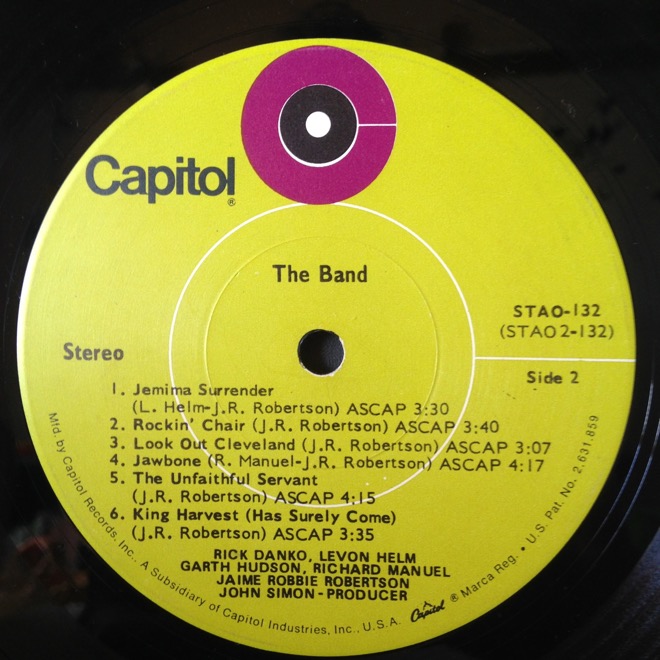 Capitol®
The Band
STAO-132
(STAO 2-132)
Stereo
Side 2
1. Jemima Surrender
(L. Helm-J.R. Robertson) ASCAP 3:30
2. Rockin' Chair (J.R. Robertson) ASCAP 3:40
3. Look Out Cleveland (J.R. Robertson) ASCAP 3:07
4. Jawbone (R. Manuel-J.R. Robertson) ASCAP 4:17
5. The Unfaithful Servant
(J.R. Robertson) ASCAP 4:15
6. King Harvest (Has Surely Come)
(J.R. Robertson) ASCAP 3:35
RICK DANKO, LEVON HELM
GARTH HUDSON, RICHARD MANUEL
JAIME ROBBIE ROBERTSON
JOHN SIMON - PRODUCER
Mfd. by Capitol Records, Inc., A Subsidiary of Capitol Industries, Inc., U.S.A. Capitol ® Marca Reg. • U.S. Pat. No. 2,631,859